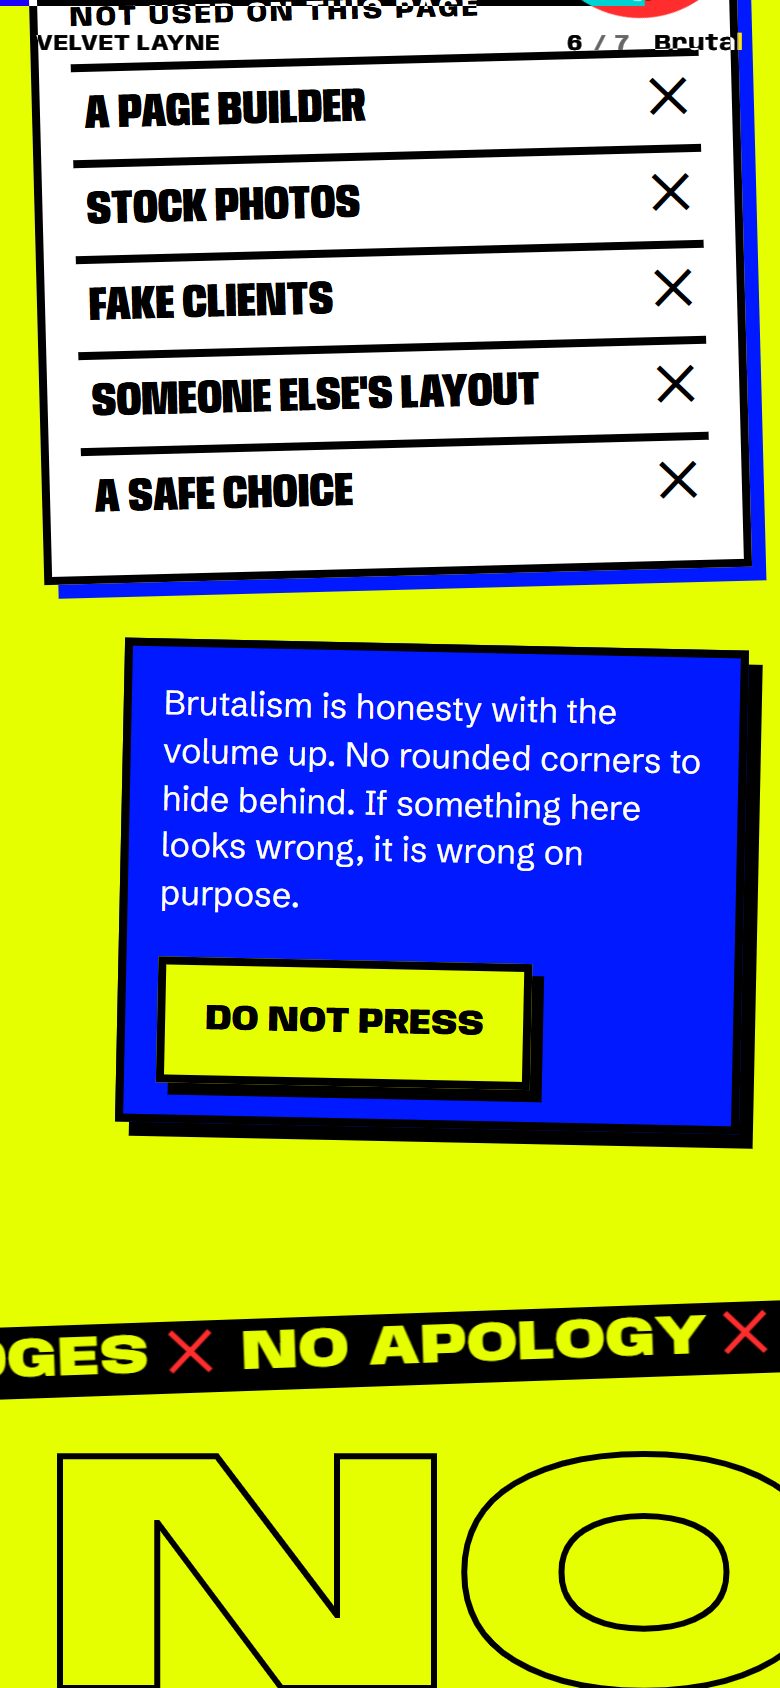 NOT USED ON THIS PAGE
VELVET LAYNE
6 / 7 Brutal
A PAGE BUILDER
STOCK PHOTOS
FAKE CLIENTS
SOMEONE ELSE'S LAYOUT
A SAFE CHOICE
Brutalism is honesty with the
volume up. No rounded corners to
hide behind. If something here
looks wrong, it is wrong on
purpose.
DO NOT PRESS
NO APOLOGY
NO